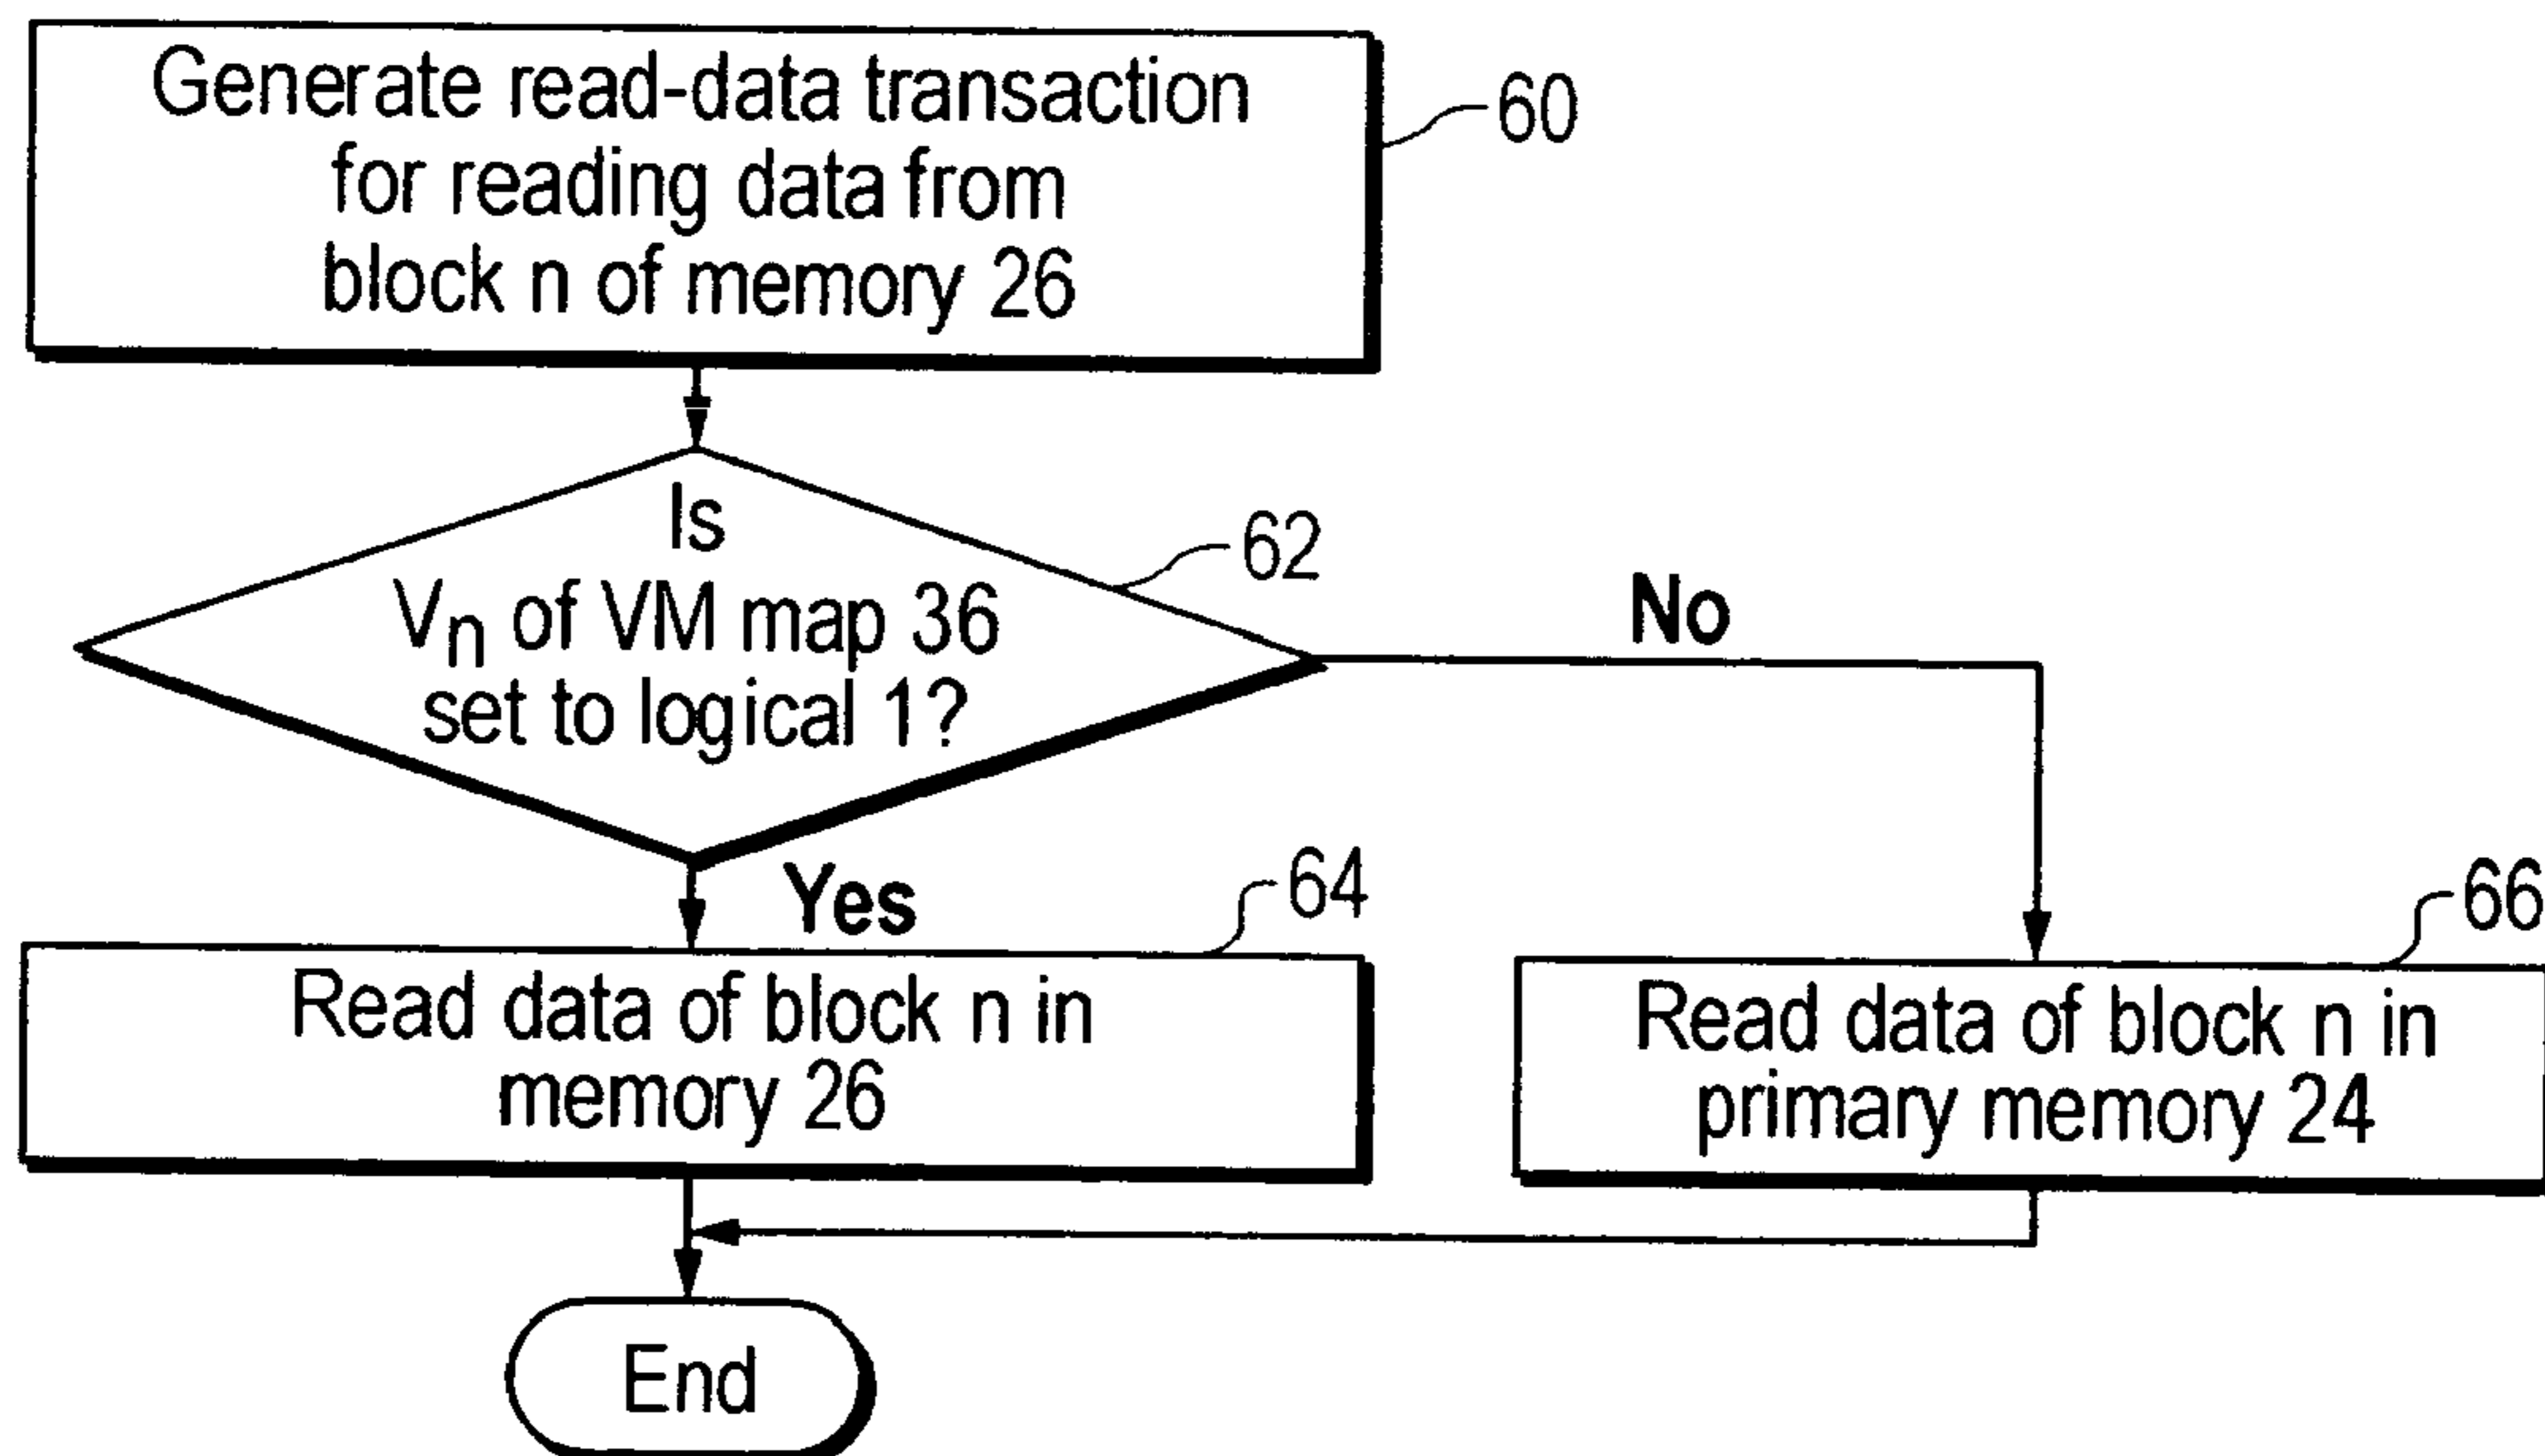 Generate read-data transaction
for reading data from
block n of memory 26
60
Is
Vn of VM map 36
set to logical 1?
62
No
Yes
64
66
Read data of block n in
memory 26
Read data of block n in
primary memory 24
End